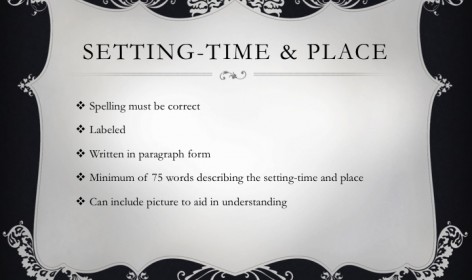 SETTING-TIME & PLACE
❖ Spelling must be correct
❖ Labeled
❖ Written in paragraph form
❖ Minimum of 75 words describing the setting-time and place
❖ Can include picture to aid in understanding